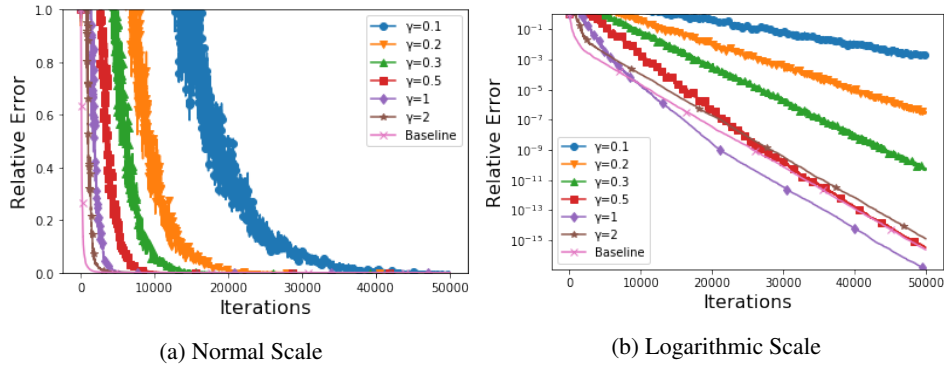 1.0
0.8
0.6
0.4
0.2
0.0
Relative Error
0 10000 20000 30000 40000 50000
Iterations
γ=0.1
γ=0.2
γ=0.3
γ=0.5
γ=1
γ=2
Baseline
(a) Normal Scale
10⁻¹
10⁻³
10⁻⁵
10⁻⁷
10⁻⁹
10⁻¹¹
10⁻¹³
10⁻¹⁵
Relative Error
γ=0.1
γ=0.2
γ=0.3
γ=0.5
γ=1
γ=2
Baseline
0 10000 20000 30000 40000 50000
Iterations
(b) Logarithmic Scale